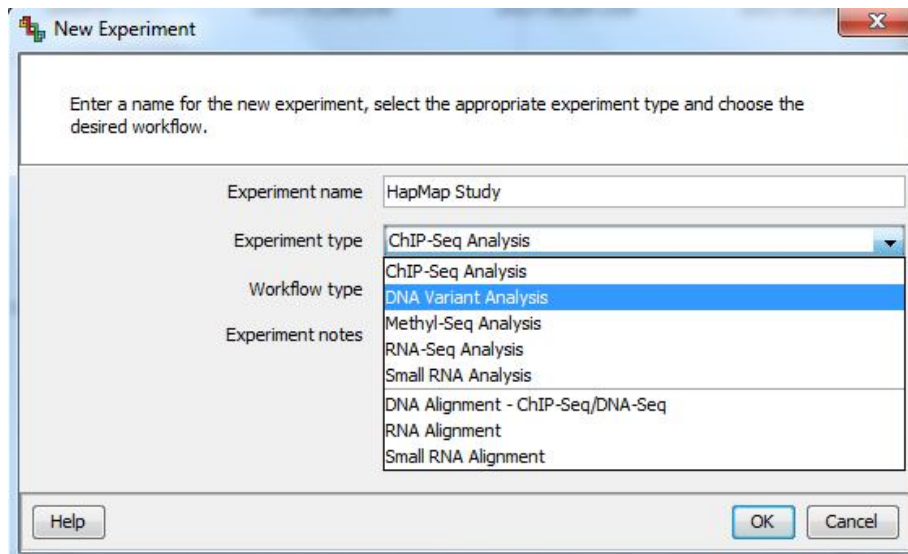 New Experiment
X
Enter a name for the new experiment, select the appropriate experiment type and choose the
desired workflow.
Experiment name HapMap Study
Experiment type ChIP-Seq Analysis
ChIP-Seq Analysis
Workflow type DNA Variant Analysis
Methyl-Seq Analysis
Experiment notes RNA-Seq Analysis
Small RNA Analysis
DNA Alignment - ChIP-Seq/DNA-Seq
RNA Alignment
Small RNA Alignment
Help OK Cancel